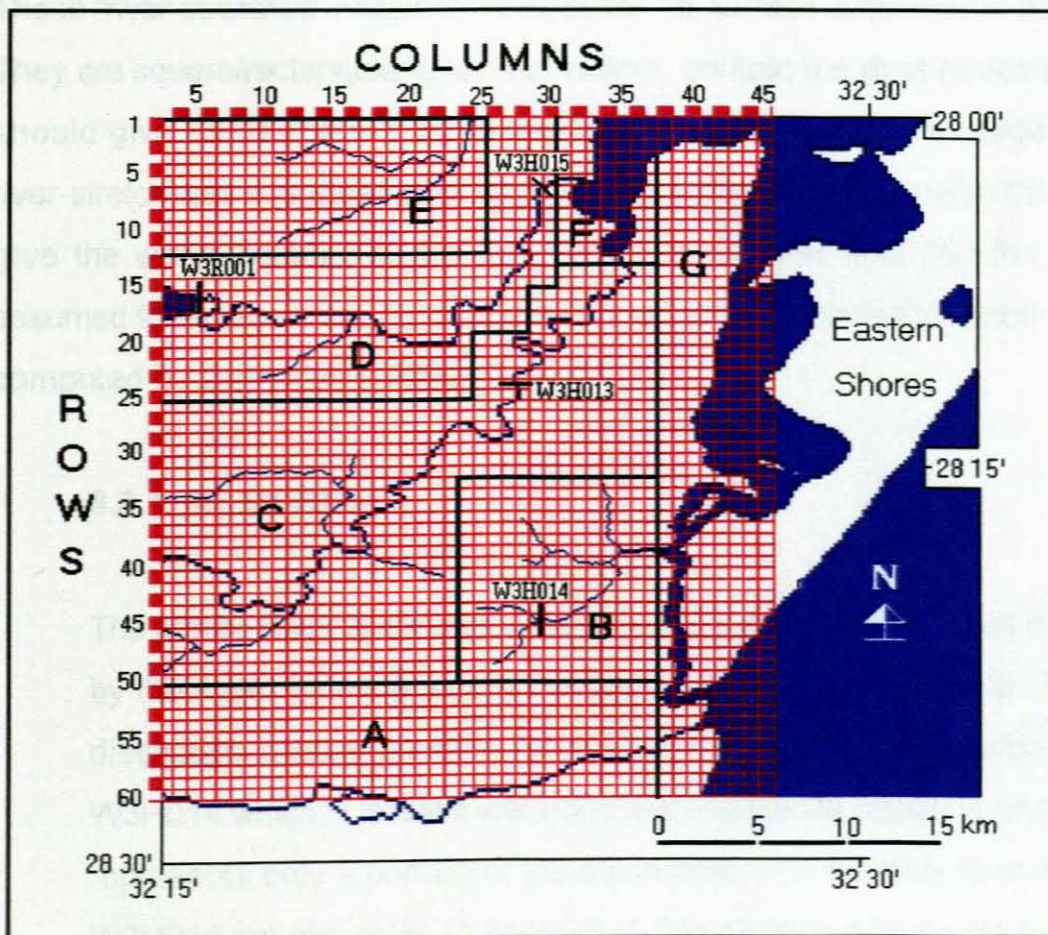 COLUMNS
5 10 15 20 25 30 35 40 45 32 30'
1 28 00'
5 W3H015
E
10 F
W3R001 G
15
20 D Eastern
25 W3H013 Shores
ROWS
30 28 15'
35 C
40 N
W3H014
45 B
50
55 A
60
0 5 10 15 km
28 30'
32 15' 32 30'